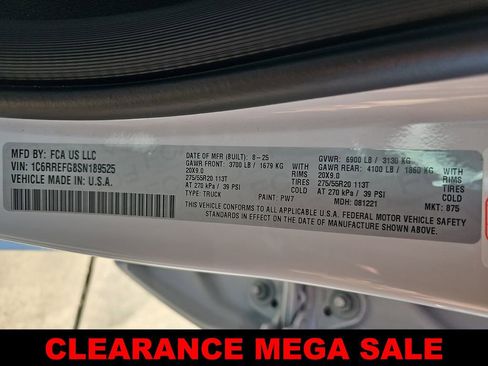 MFD BY: FCA US LLC
VIN: 1C6RREFG8SN189525
VEHICLE MADE IN: U.S.A.
DATE OF MFR (BUILT): 8-25
GAWR FRONT: 3700 LB / 1679 KG
20X9.0
275/55R20 113T
AT 270 kPa / 39 PSI
TYPE: TRUCK
WITH
RIMS
TIRES
COLD
PAINT: PW7
GVWR: 6900 LB / 3130 KG
GAWR REAR: 4100 LB / 1860 KG
20X9.0
275/55R20 113T
AT 270 kPa / 39 PSI
MDH: 081221
WITH
RIMS
TIRES
COLD
MKT: 875
THIS VEHICLE CONFORMS TO ALL APPLICABLE U.S.A. FEDERAL MOTOR VEHICLE SAFETY
STANDARDS IN EFFECT ON THE DATE OF MANUFACTURE SHOWN ABOVE.
CLEARANCE MEGA SALE